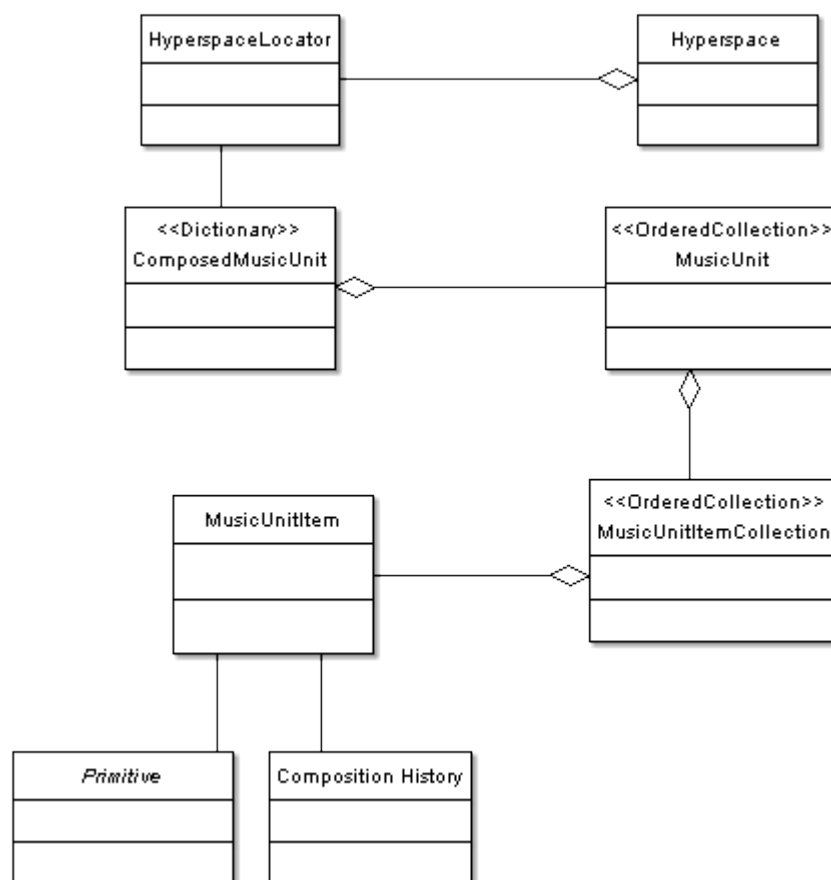 HyperspaceLocator
Hyperspace
<<Dictionary>>
ComposedMusicUnit
<<OrderedCollection>>
MusicUnit
<<OrderedCollection>>
MusicUnitItemCollection
MusicUnitItem
Primitive
Composition History